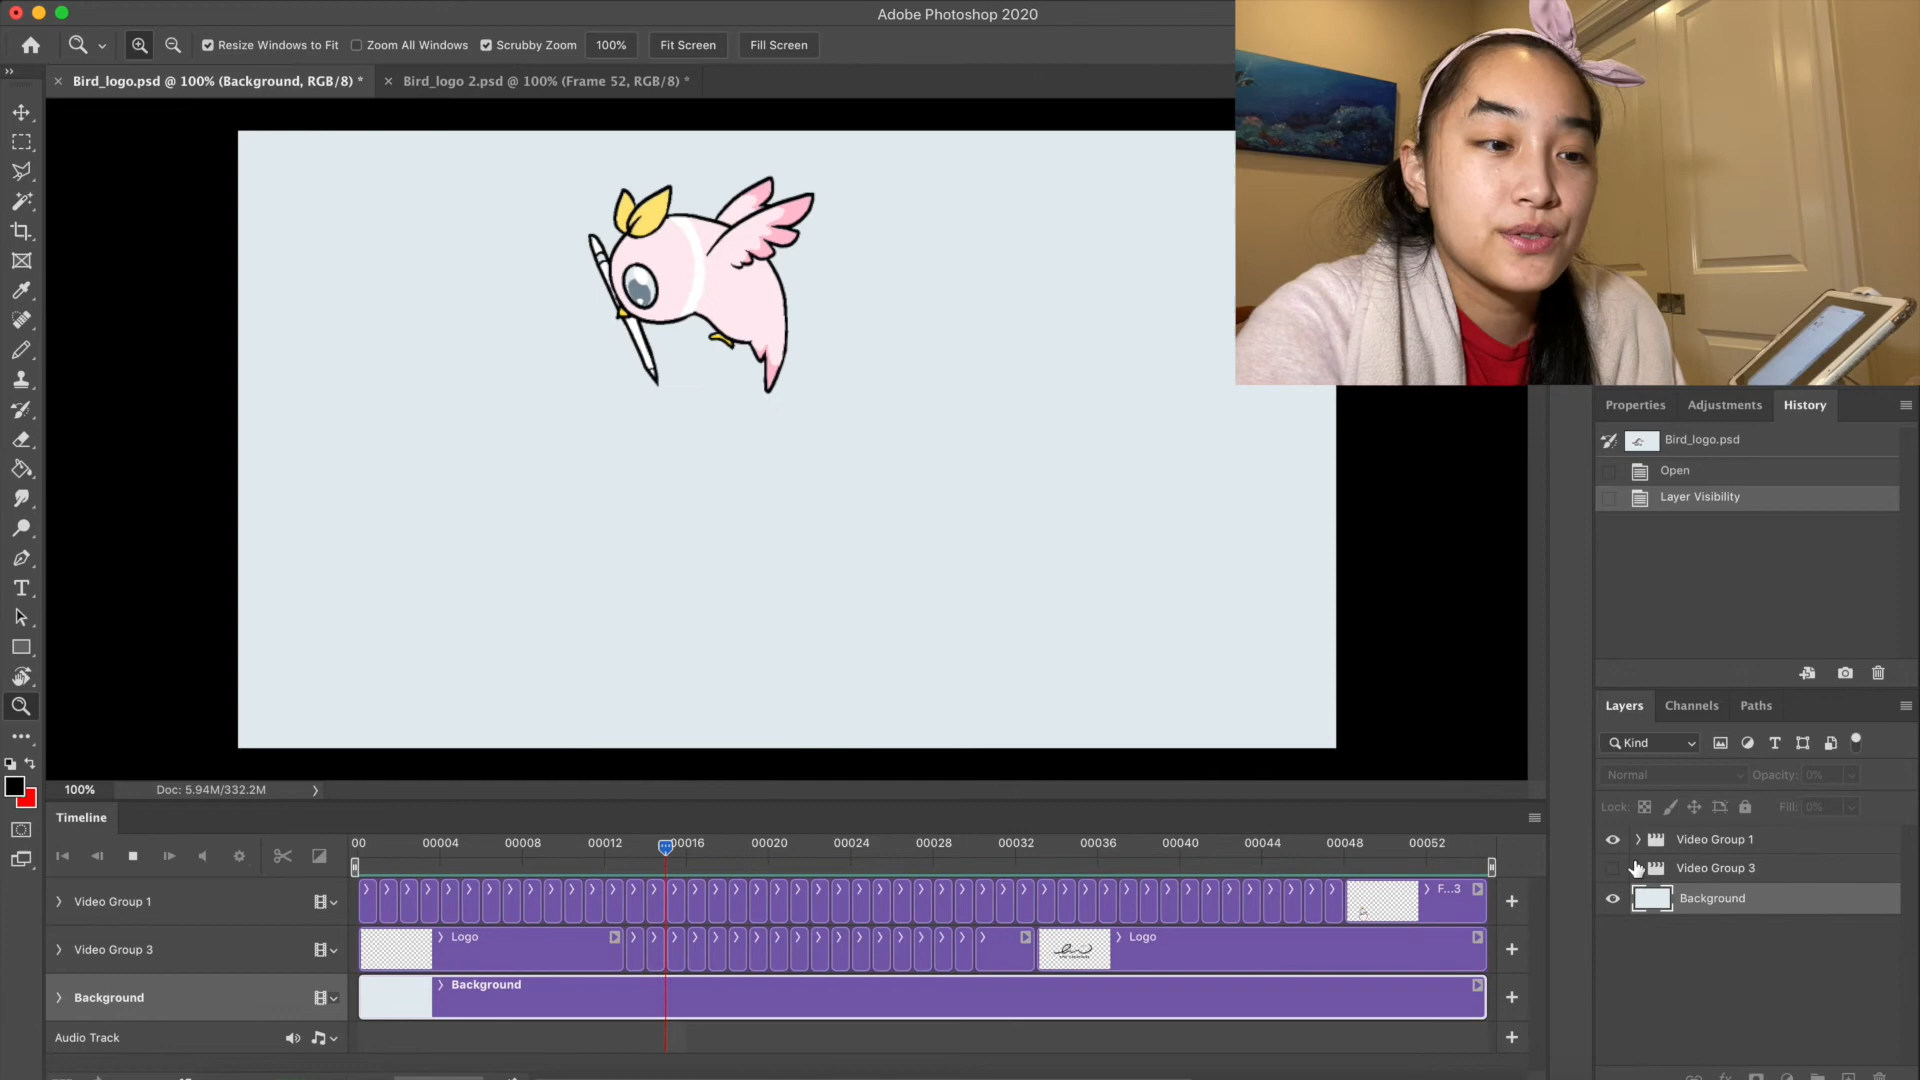 Adobe Photoshop 2020
Resize Windows to Fit
Zoom All Windows
Scrubby Zoom
100%
Fit Screen
Fill Screen
Bird_logo.psd @ 100% (Background, RGB/8) *
Bird_logo 2.psd @ 100% (Frame 52, RGB/8) *
Properties
Adjustments
History
Bird_logo.psd
Open
Layer Visibility
Layers
Channels
Paths
Kind
Normal
Opacity: 0%
Lock:
Fill: 0%
Video Group 1
Video Group 3
Background
100%
Doc: 5.94M/332.2M
Timeline
00
00004
00008
00012
00016
00020
00024
00028
00032
00036
00040
00044
00048
00052
Video Group 1
F...3
Video Group 3
Logo
Logo
Background
Background
Audio Track